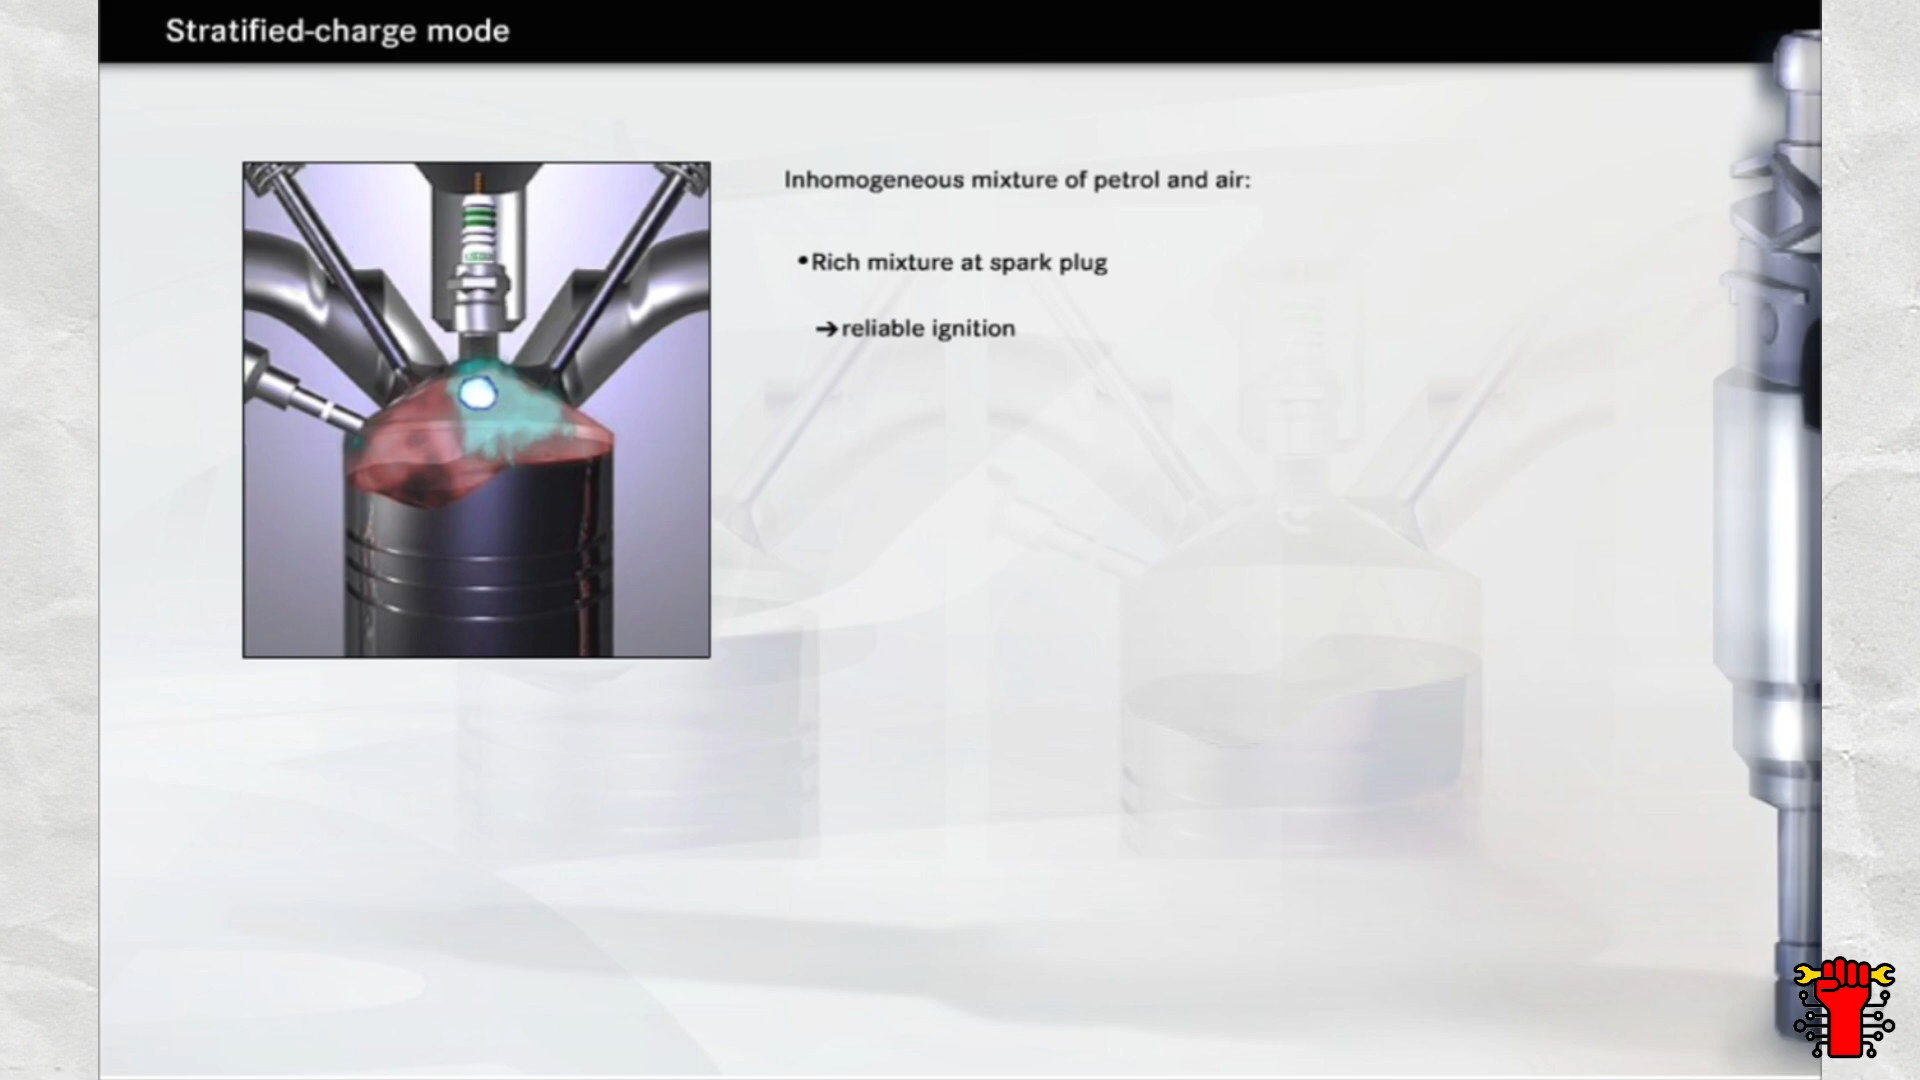 Stratified-charge mode
Inhomogeneous mixture of petrol and air:
•Rich mixture at spark plug
➔reliable ignition